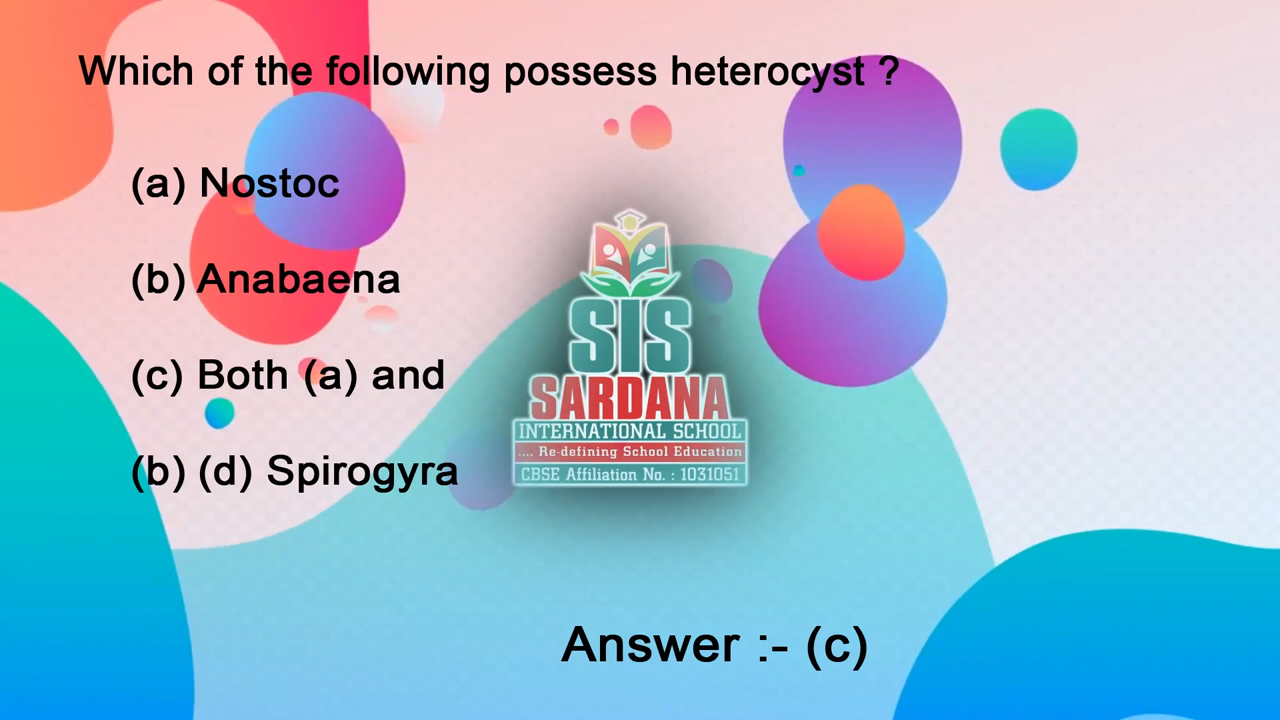 Which of the following possess heterocyst ?
(a) Nostoc
(b) Anabaena
(c) Both (a) and
(b) (d) Spirogyra
SIS
SARDANA
INTERNATIONAL SCHOOL
.... Re-defining School Education
CBSE Affiliation No. : 1031051
Answer :- (c)